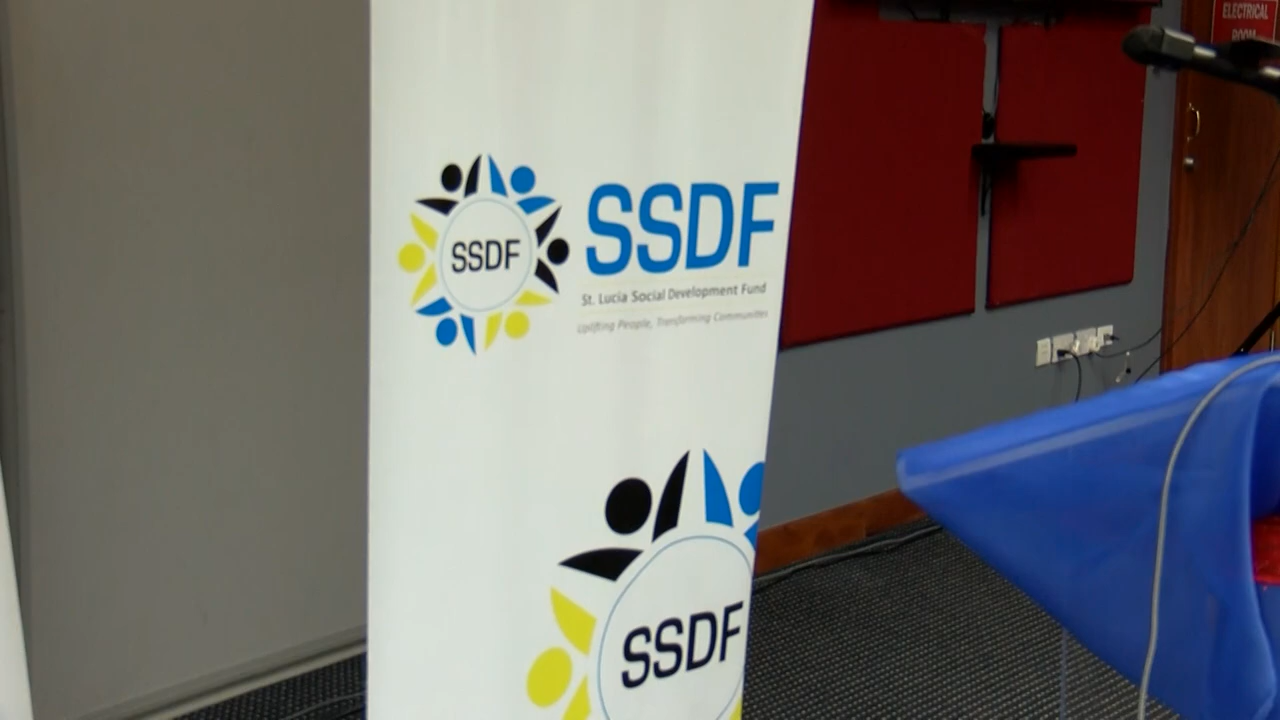 ELECTRICAL
ROOM
SSDF
SSDF
St. Lucia Social Development Fund
Uplifting People, Transforming Communities
SSDF